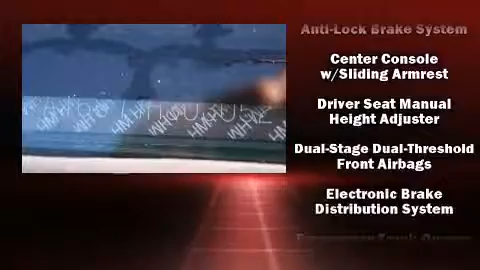 Anti-Lock Brake System
Center Console
w/Sliding Armrest
Driver Seat Manual
Height Adjuster
Dual-Stage Dual-Threshold
Front Airbags
Electronic Brake
Distribution System